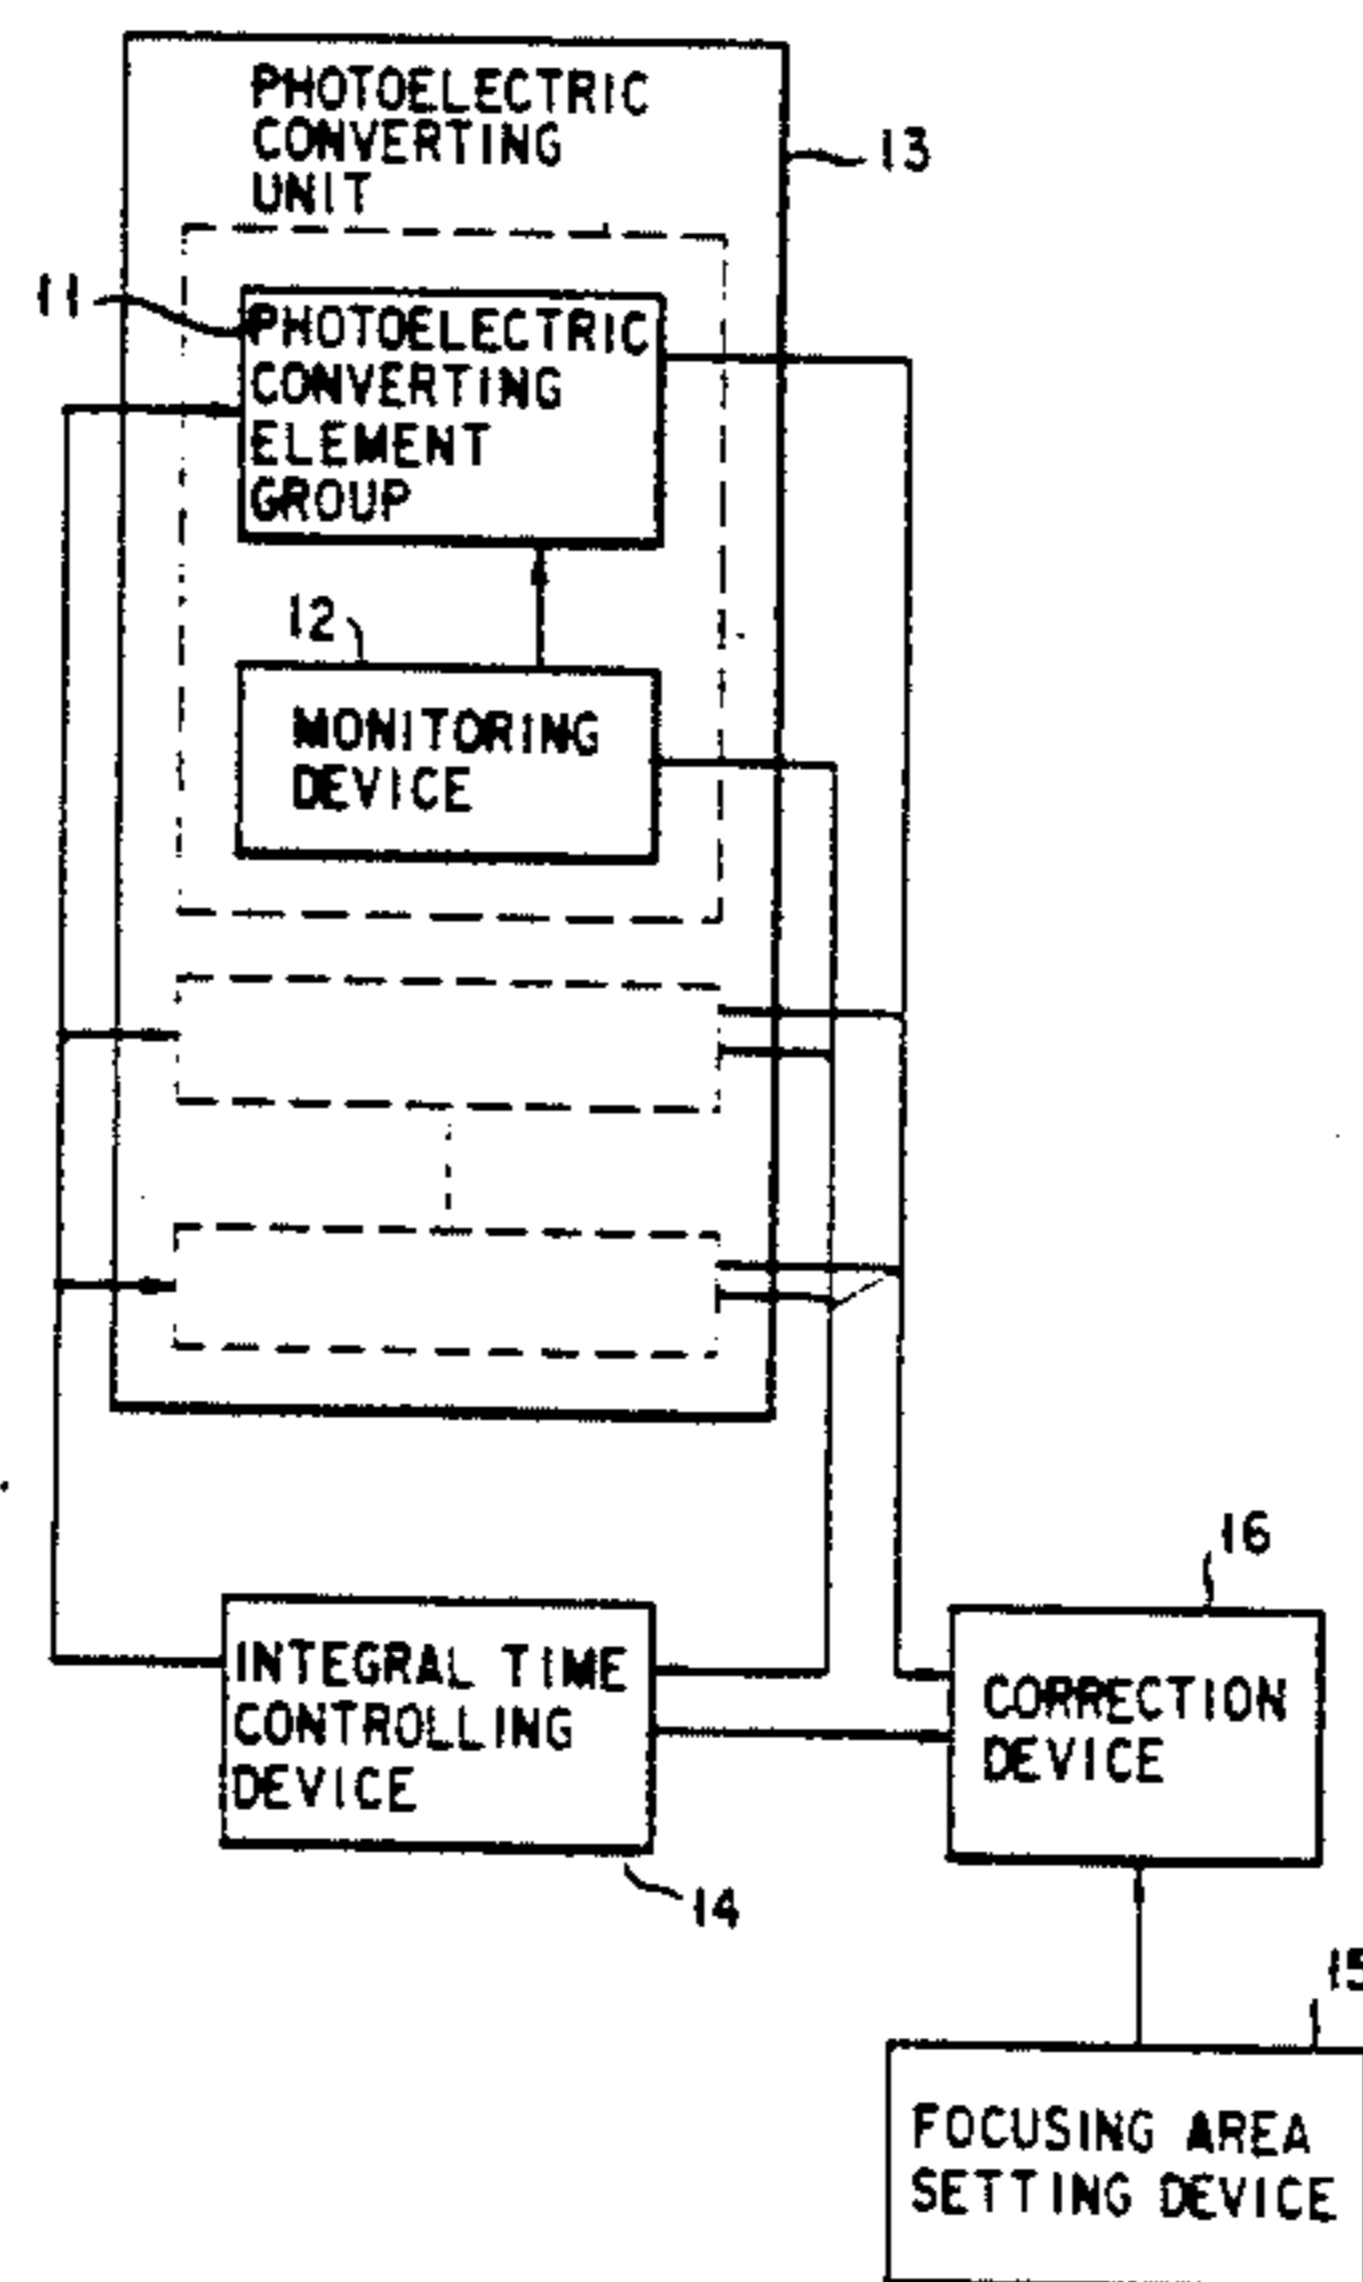 PHOTOELECTRIC
CONVERTING
UNIT
13
11
PHOTOELECTRIC
CONVERTING
ELEMENT
GROUP
12
MONITORING
DEVICE
16
INTEGRAL TIME
CONTROLLING
DEVICE
CORRECTION
DEVICE
14
15
FOCUSING AREA
SETTING DEVICE